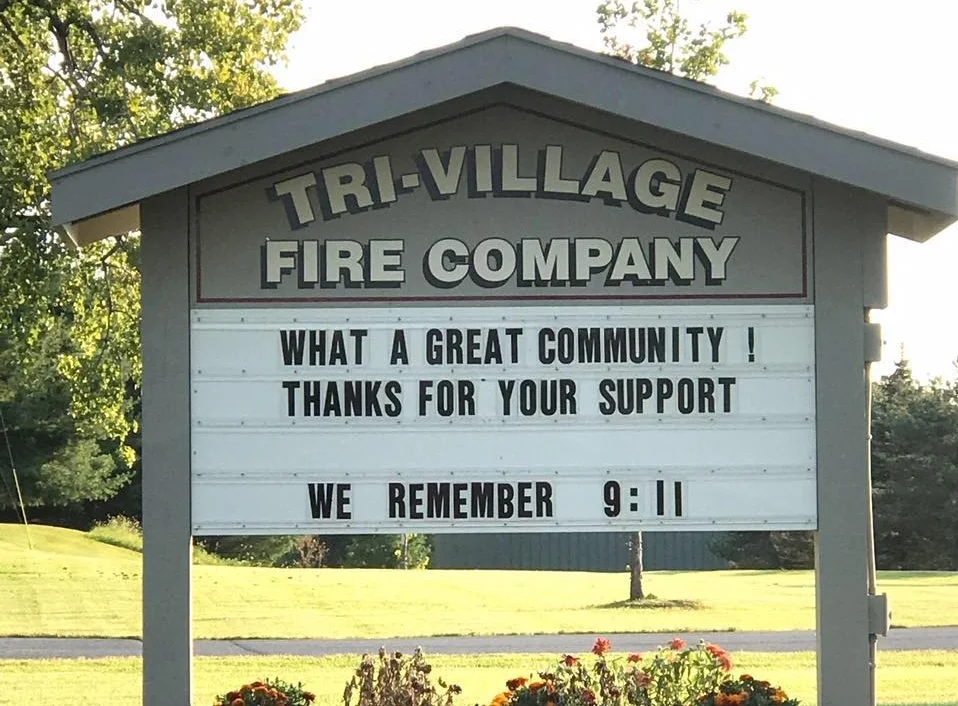 TRI-VILLAGE
FIRE COMPANY
WHAT A GREAT COMMUNITY !
THANKS FOR YOUR SUPPORT
WE REMEMBER 9:11